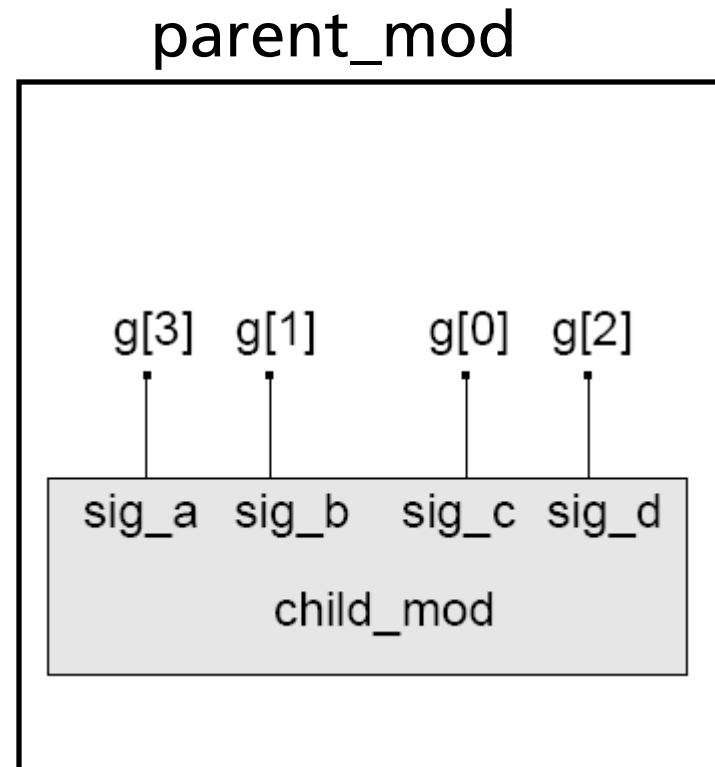 parent_mod
g[3] g[1] g[0] g[2]
sig_a sig_b sig_c sig_d
child_mod